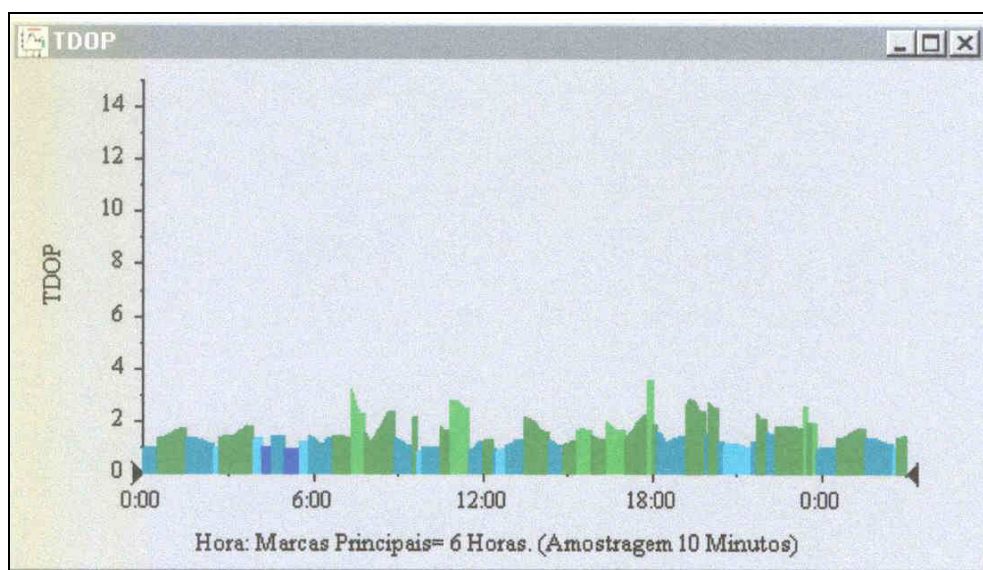 TDOP
14
12
10
8
6
4
2
0
TDOP
0:00 6:00 12:00 18:00 0:00
Hora: Marcas Principais= 6 Horas. (Amostragem 10 Minutos)